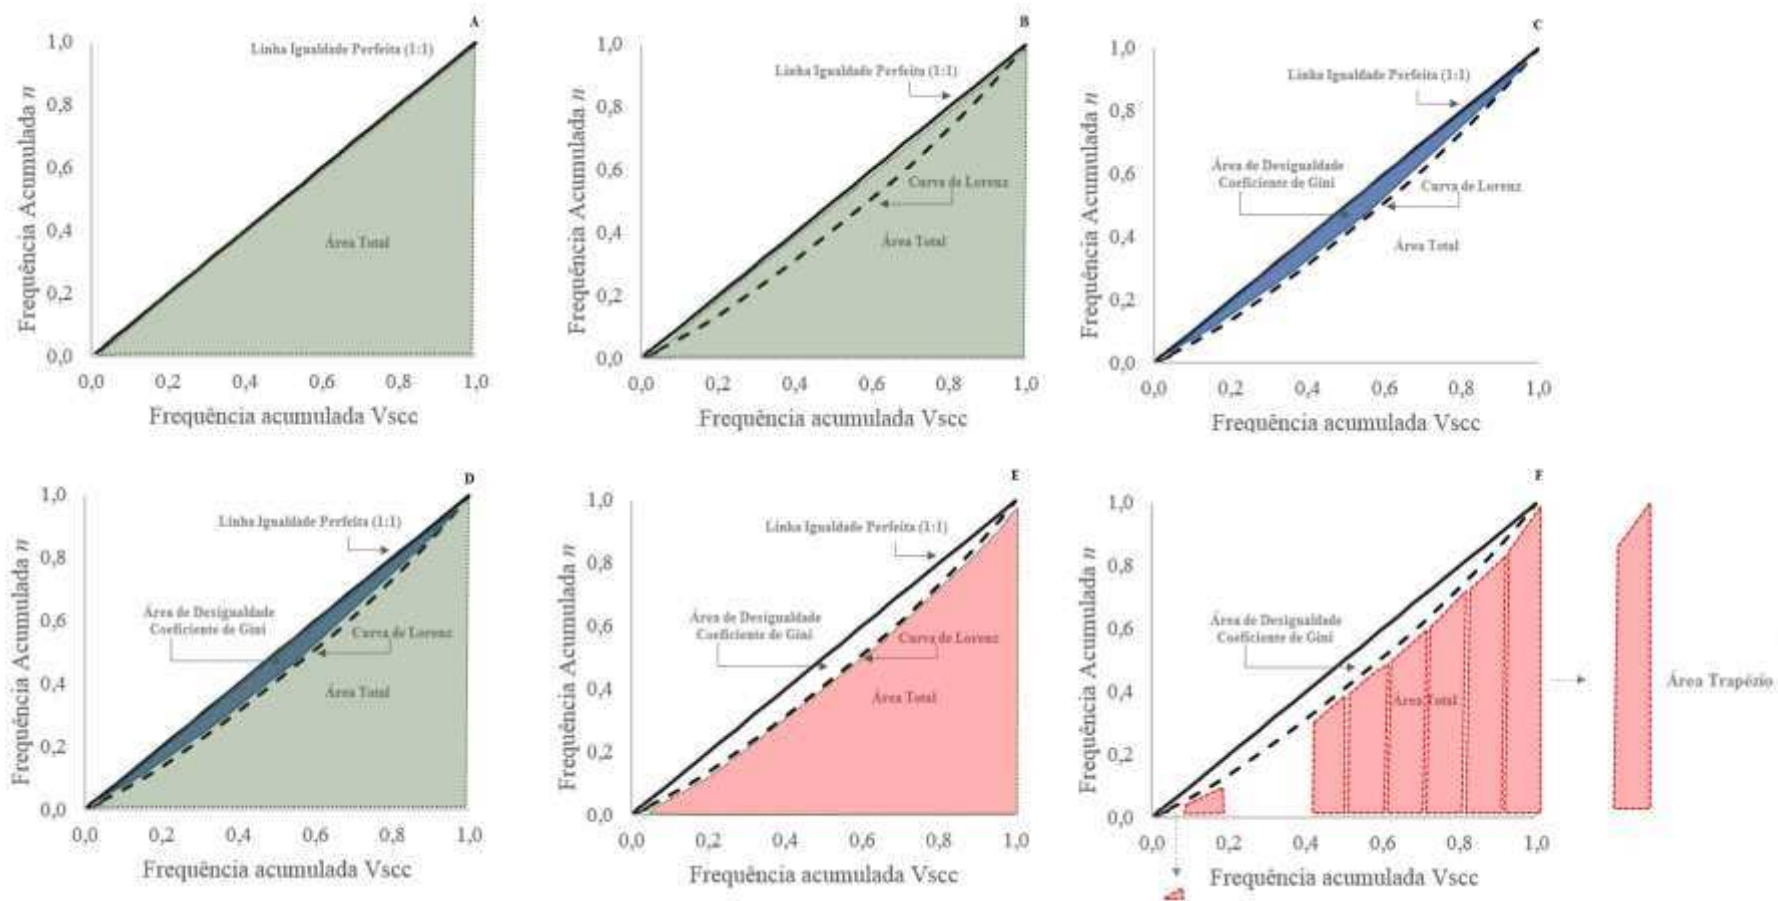 A
1,0
Linha Igualdade Perfeita (1:1)
0,8
0,6
0,4
0,2
0,0
Frequência Acumulada n
Área Total
0,0 0,2 0,4 0,6 0,8 1,0
Frequência acumulada Vscc
B
1,0
Linha Igualdade Perfeita (1:1)
0,8
0,6
0,4
0,2
0,0
Frequência Acumulada n
Curva de Lorenz
Área Total
0,0 0,2 0,4 0,6 0,8 1,0
Frequência acumulada Vscc
C
1,0
Linha Igualdade Perfeita (1:1)
0,8
0,6
0,4
0,2
0,0
Frequência Acumulada n
Área de Desigualdade
Coeficiente de Gini
Curva de Lorenz
Área Total
0,0 0,2 0,4 0,6 0,8 1,0
Frequência acumulada Vscc
D
1,0
Linha Igualdade Perfeita (1:1)
0,8
0,6
0,4
0,2
0,0
Frequência Acumulada n
Área de Desigualdade
Coeficiente de Gini
Curva de Lorenz
Área Total
0,0 0,2 0,4 0,6 0,8 1,0
Frequência acumulada Vscc
E
1,0
Linha Igualdade Perfeita (1:1)
0,8
0,6
0,4
0,2
0,0
Frequência Acumulada n
Área de Desigualdade
Coeficiente de Gini
Curva de Lorenz
Área Total
0,0 0,2 0,4 0,6 0,8 1,0
Frequência acumulada Vscc
F
1,0
0,8
0,6
0,4
0,2
0,0
Frequência Acumulada n
Área de Desigualdade
Coeficiente de Gini
Área Total
Área Trapézio
0,0 0,2 0,4 0,6 0,8 1,0
Frequência acumulada Vscc